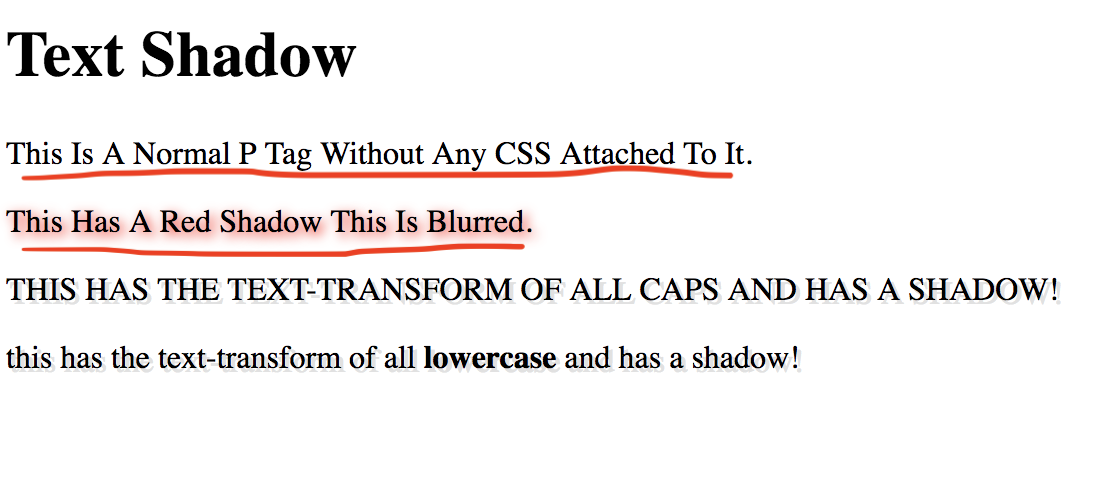 Text Shadow
This Is A Normal P Tag Without Any CSS Attached To It.
This Has A Red Shadow This Is Blurred.
THIS HAS THE TEXT-TRANSFORM OF ALL CAPS AND HAS A SHADOW!
this has the text-transform of all lowercase and has a shadow!